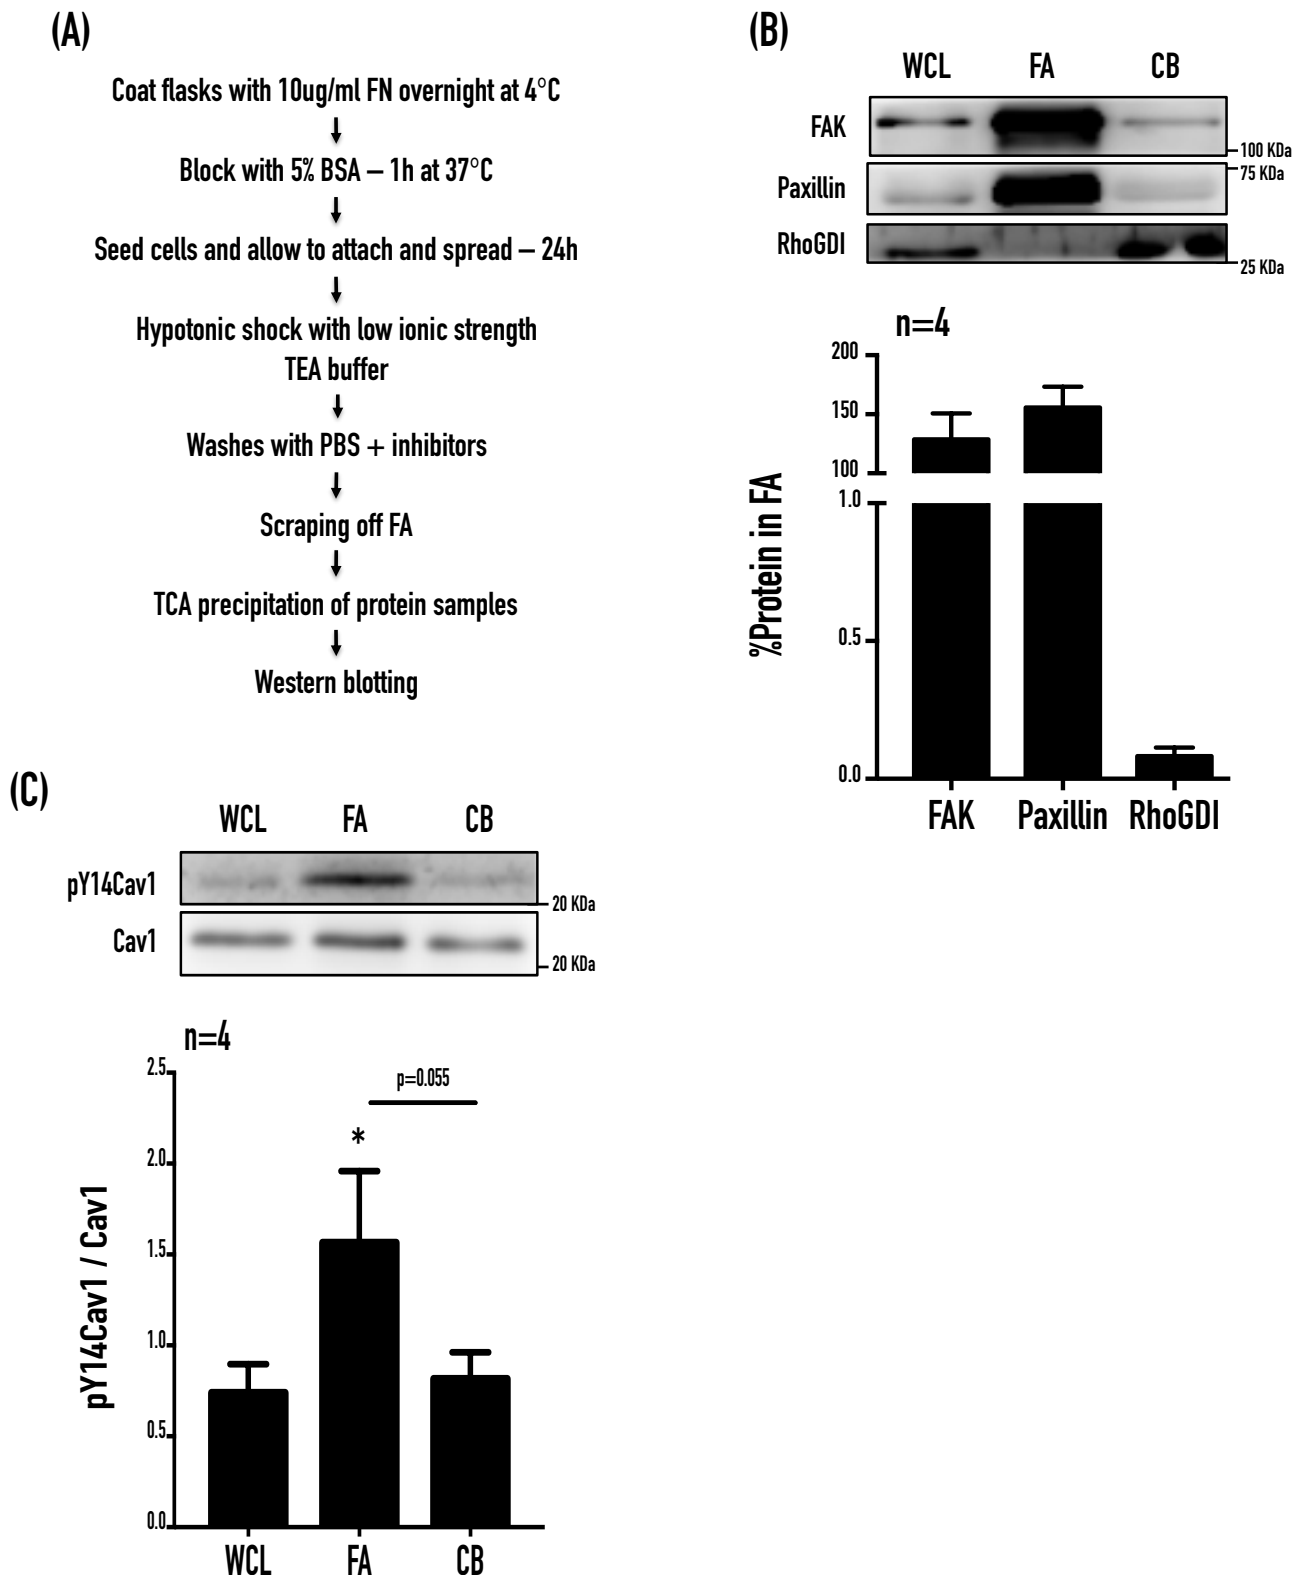 (A)
Coat flasks with 10ug/ml FN overnight at 4°C
Block with 5% BSA – 1h at 37°C
Seed cells and allow to attach and spread – 24h
Hypotonic shock with low ionic strength
TEA buffer
Washes with PBS + inhibitors
Scraping off FA
TCA precipitation of protein samples
Western blotting
(B)
WCL FA CB
FAK
100 KDa
75 KDa
Paxillin
RhoGDI
25 KDa
n=4
200
150
100
1.0
0.5
0.0
%Protein in FA
FAK Paxillin RhoGDI
(C)
WCL FA CB
pY14Cav1
20 KDa
Cav1
20 KDa
n=4
2.5
p=0.055
*
2.0
1.5
1.0
0.5
0.0
pY14Cav1 / Cav1
WCL FA CB